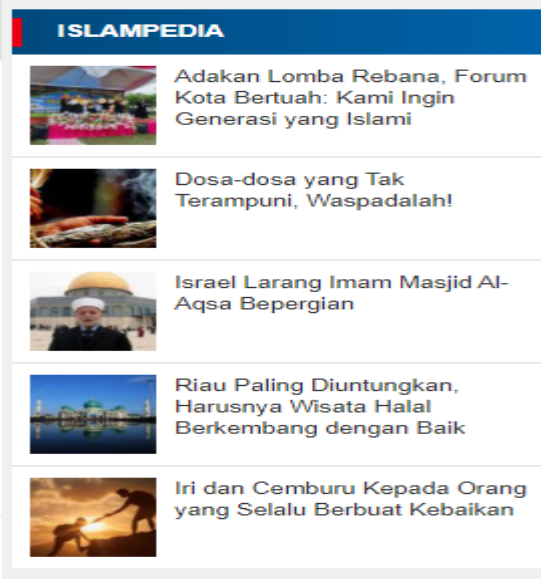 ISLAMPEDIA
Adakan Lomba Rebana, Forum
Kota Bertuah: Kami Ingin
Generasi yang Islami
Dosa-dosa yang Tak
Terampuni, Waspadalah!
Israel Larang Imam Masjid Al-
Aqsa Bepergian
Riau Paling Diuntungkan,
Harusnya Wisata Halal
Berkembang dengan Baik
Iri dan Cemburu Kepada Orang
yang Selalu Berbuat Kebaikan